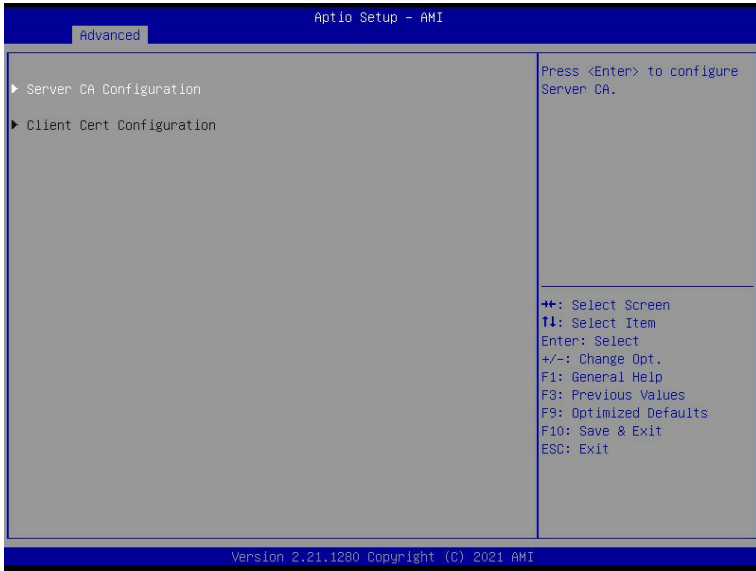 Aptio Setup - AMI
Advanced
▶ Server CA Configuration
▶ Client Cert Configuration
Press <Enter> to configure
Server CA.
→←: Select Screen
↑↓: Select Item
Enter: Select
+/-: Change Opt.
F1: General Help
F3: Previous Values
F9: Optimized Defaults
F10: Save & Exit
ESC: Exit
Version 2.21.1280 Copyright (C) 2021 AMI